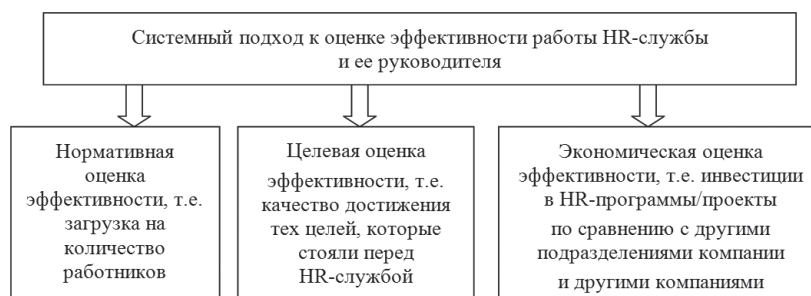 Системный подход к оценке эффективности работы HR-службы
и ее руководителя
Нормативная
оценка
эффективности, т.е.
загрузка на
количество
работников
Целевая оценка
эффективности, т.е.
качество достижения
тех целей, которые
стояли перед
HR-службой
Экономическая оценка
эффективности, т.е. инвестиции
в HR-программы/проекты
по сравнению с другими
подразделениями компании
и другими компаниями